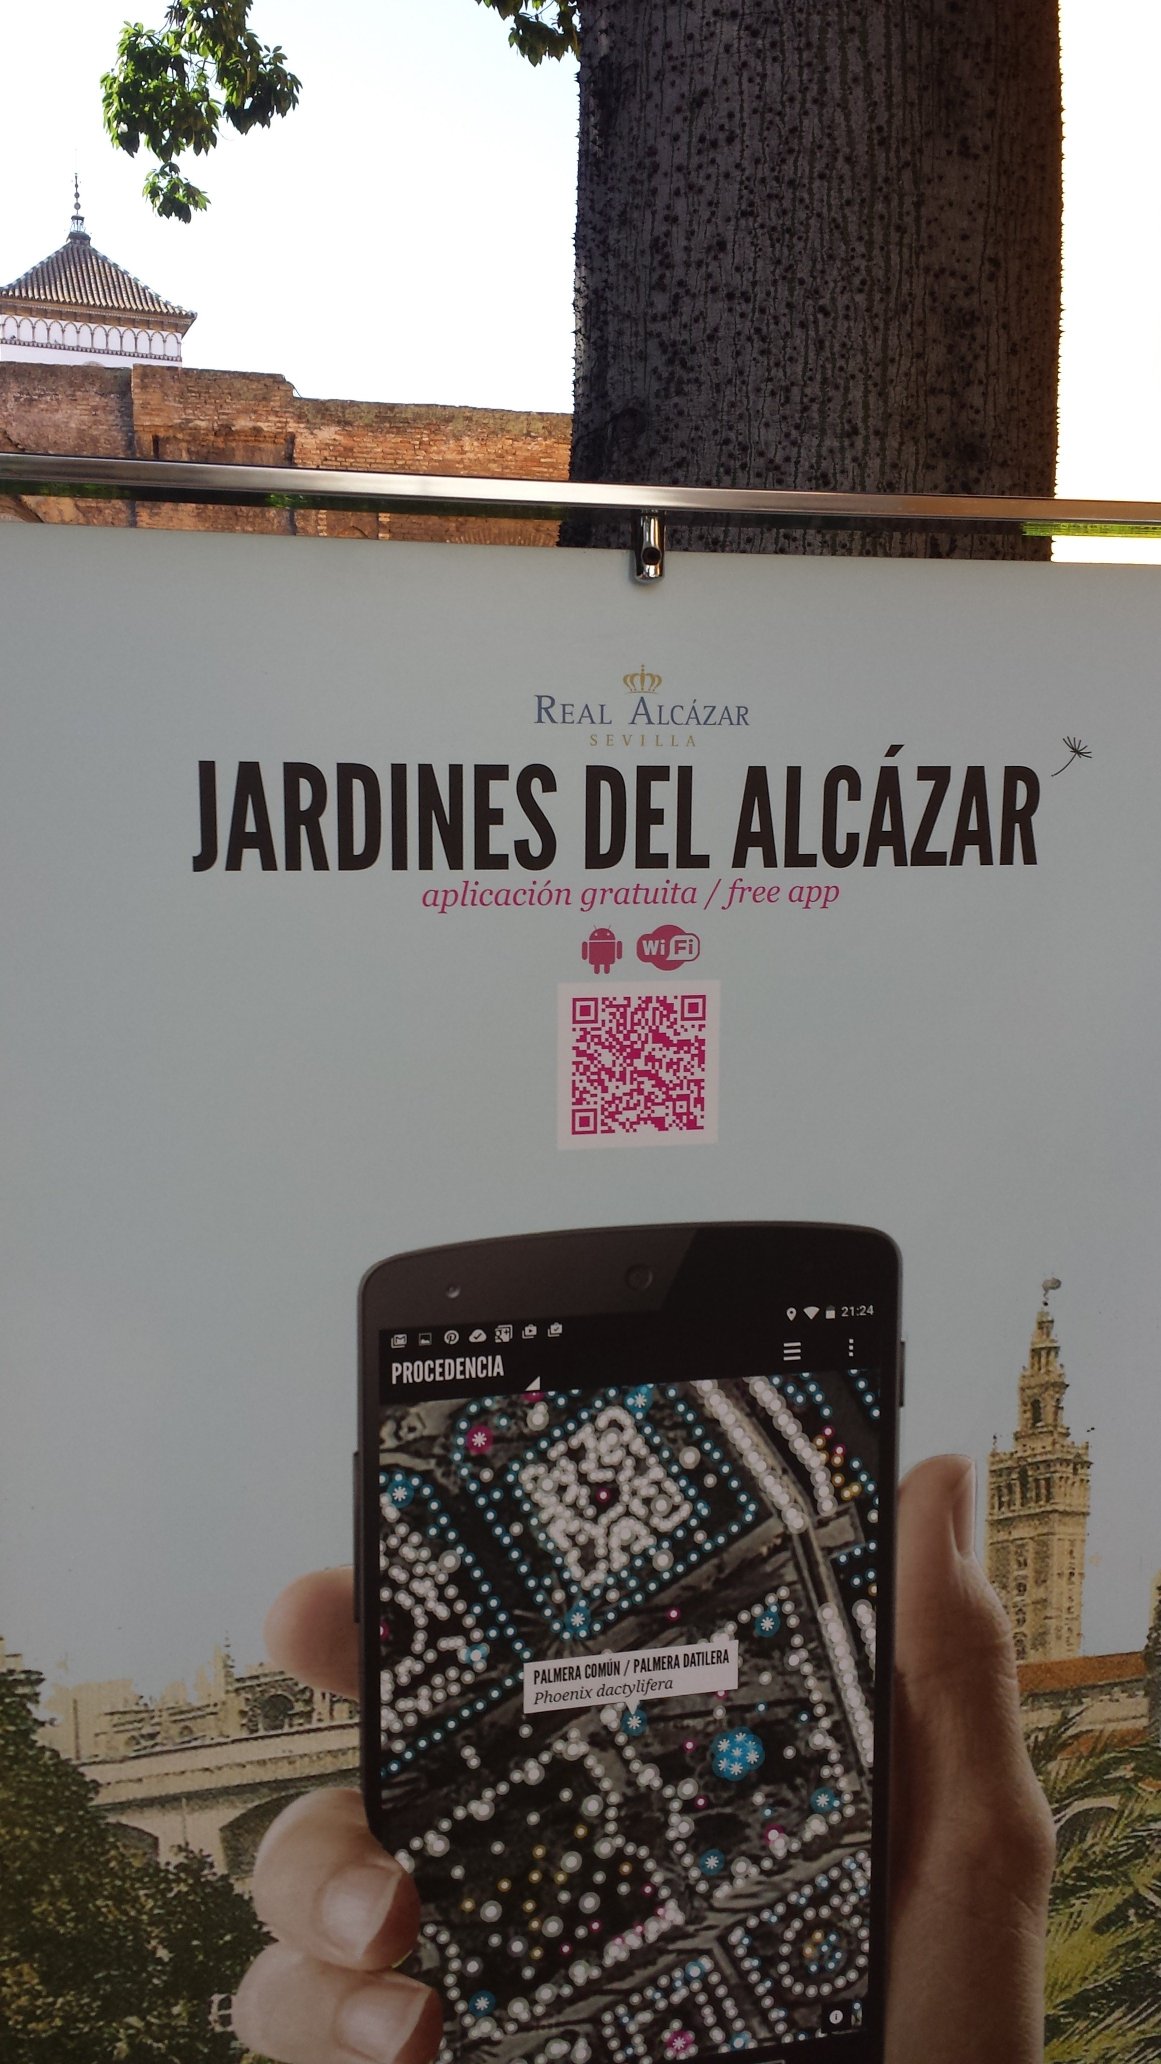 REAL ALCÁZAR
SEVILLA
JARDINES DEL ALCÁZAR
aplicación gratuita / free app
WiFi
21:24
PROCEDENCIA
PALMERA COMÚN / PALMERA DATILERA
Phoenix dactylifera